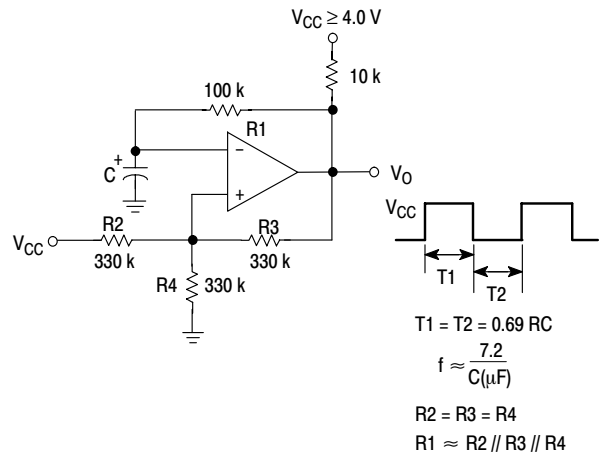 V_CC ≥ 4.0 V
10 k
100 k
R1
−
+
+
C
V_O
V_CC
R2
330 k
R3
330 k
R4
330 k
V_CC
T1
T2
T1 = T2 = 0.69 RC
f ≈ 7.2 / C(μF)
R2 = R3 = R4
R1 ≈ R2 // R3 // R4